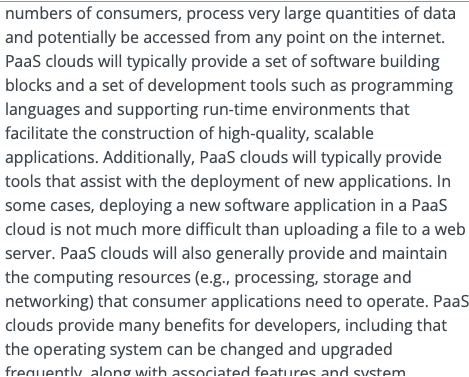 numbers of consumers, process very large quantities of data
and potentially be accessed from any point on the internet.
PaaS clouds will typically provide a set of software building
blocks and a set of development tools such as programming
languages and supporting run-time environments that
facilitate the construction of high-quality, scalable
applications. Additionally, PaaS clouds will typically provide
tools that assist with the deployment of new applications. In
some cases, deploying a new software application in a PaaS
cloud is not much more difficult than uploading a file to a web
server. PaaS clouds will also generally provide and maintain
the computing resources (e.g., processing, storage and
networking) that consumer applications need to operate. PaaS
clouds provide many benefits for developers, including that
the operating system can be changed and upgraded
frequently, along with associated features and system